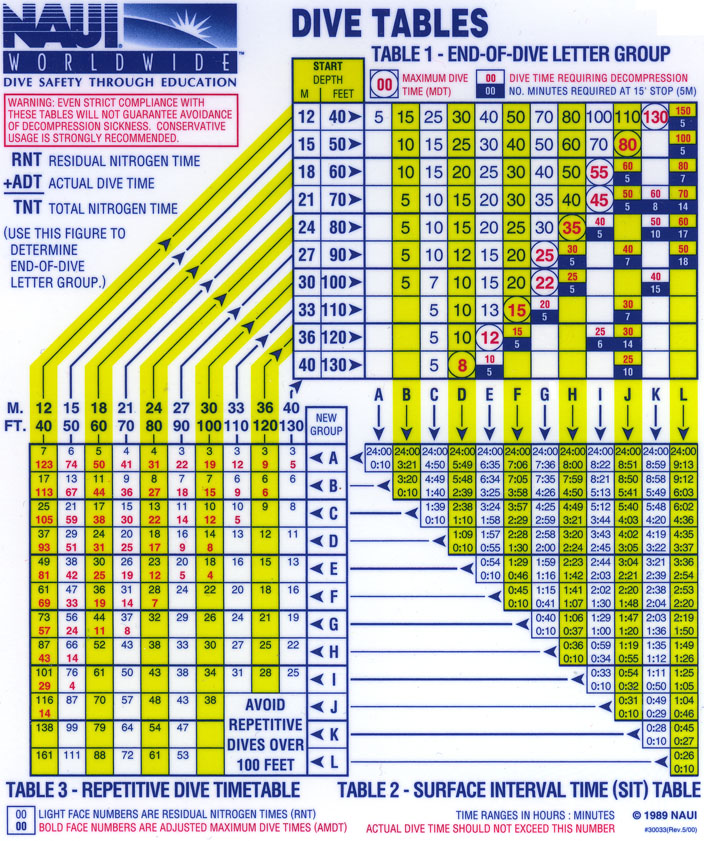 NAUI
WORLDWIDE™
DIVE SAFETY THROUGH EDUCATION
DIVE TABLES
TABLE 1 - END-OF-DIVE LETTER GROUP
WARNING: EVEN STRICT COMPLIANCE WITH
THESE TABLES WILL NOT GUARANTEE AVOIDANCE
OF DECOMPRESSION SICKNESS. CONSERVATIVE
USAGE IS STRONGLY RECOMMENDED.
RNT RESIDUAL NITROGEN TIME
+ADT ACTUAL DIVE TIME
TNT TOTAL NITROGEN TIME
(USE THIS FIGURE TO
DETERMINE
END-OF-DIVE
LETTER GROUP.)
START
DEPTH
M FEET
00 MAXIMUM DIVE
TIME (MDT)
00 DIVE TIME REQUIRING DECOMPRESSION
00 NO. MINUTES REQUIRED AT 15' STOP (5M)
12 40 5 15 25 30 40 50 70 80 100 110 130 150
5
15 50 10 15 25 30 40 50 60 70 80 100
5
18 60 10 15 20 25 30 40 50 55 60 80
5 7
21 70 5 10 15 20 30 35 40 45 50 60 70
5 8 14
24 80 5 10 15 20 25 30 35 40 50 60
5 10 17
27 90 5 10 12 15 20 25 30 40 50
5 7 18
30 100 5 7 10 15 20 22 25 40
5 15
33 110 5 10 13 15 20 30
5 7
36 120 5 10 12 15 25 30
5 6 14
40 130 5 8 10 25
5 10
A B C D E F G H I J K L
M. 12 15 18 21 24 27 30 33 36 40
FT. 40 50 60 70 80 90 100 110 120 130
NEW
GROUP
7 6 5 4 4 3 3 3 3 3 A 24:00 24:00 24:00 24:00 24:00 24:00 24:00 24:00 24:00 24:00 24:00 24:00
123 74 50 41 31 22 19 12 9 5 0:10 3:21 4:50 5:49 6:35 7:06 7:36 8:00 8:22 8:51 8:59 9:13
17 13 11 9 8 7 7 6 6 6 B 3:20 4:49 5:48 6:34 7:05 7:35 7:59 8:21 8:50 8:58 9:12
113 67 44 36 27 18 15 9 6 0:10 1:40 2:39 3:25 3:58 4:26 4:50 5:13 5:41 5:49 6:03
25 21 17 15 13 11 10 10 9 8 C 1:39 2:38 3:24 3:57 4:25 4:49 5:12 5:40 5:48 6:02
105 59 38 30 22 14 12 5 0:10 1:10 1:58 2:29 2:59 3:21 3:44 4:03 4:20 4:36
37 29 24 20 18 16 14 13 12 11 D 1:09 1:57 2:28 2:58 3:20 3:43 4:02 4:19 4:35
93 51 31 25 17 9 8 0:10 0:55 1:30 2:00 2:24 2:45 3:05 3:22 3:37
49 38 30 26 23 20 18 16 15 13 E 0:54 1:29 1:59 2:23 2:44 3:04 3:21 3:36
81 42 25 19 12 5 4 0:10 0:46 1:16 1:42 2:03 2:21 2:39 2:54
61 47 36 31 28 24 22 20 18 16 F 0:45 1:15 1:41 2:02 2:20 2:38 2:53
69 33 19 14 7 0:10 0:41 1:07 1:30 1:48 2:04 2:20
73 56 44 37 32 29 26 24 21 19 G 0:40 1:06 1:29 1:47 2:03 2:19
57 24 11 8 0:10 0:37 1:00 1:20 1:36 1:50
87 66 52 43 38 33 30 27 25 22 H 0:36 0:59 1:19 1:35 1:49
43 14 0:10 0:34 0:55 1:12 1:26
101 76 61 50 43 38 34 31 28 25 I 0:33 0:54 1:11 1:25
29 4 0:10 0:32 0:50 1:05
116 87 70 57 48 43 38 J 0:31 0:49 1:04
14 0:10 0:29 0:46
138 99 79 64 54 47 K 0:28 0:45
0:10 0:27
161 111 88 72 61 53 L 0:26
0:10
AVOID
REPETITIVE
DIVES OVER
100 FEET
TABLE 3 - REPETITIVE DIVE TIMETABLE
TABLE 2 - SURFACE INTERVAL TIME (SIT) TABLE
00 LIGHT FACE NUMBERS ARE RESIDUAL NITROGEN TIMES (RNT)
00 BOLD FACE NUMBERS ARE ADJUSTED MAXIMUM DIVE TIMES (AMDT)
TIME RANGES IN HOURS : MINUTES
ACTUAL DIVE TIME SHOULD NOT EXCEED THIS NUMBER
© 1989 NAUI
#30033(Rev.5/00)